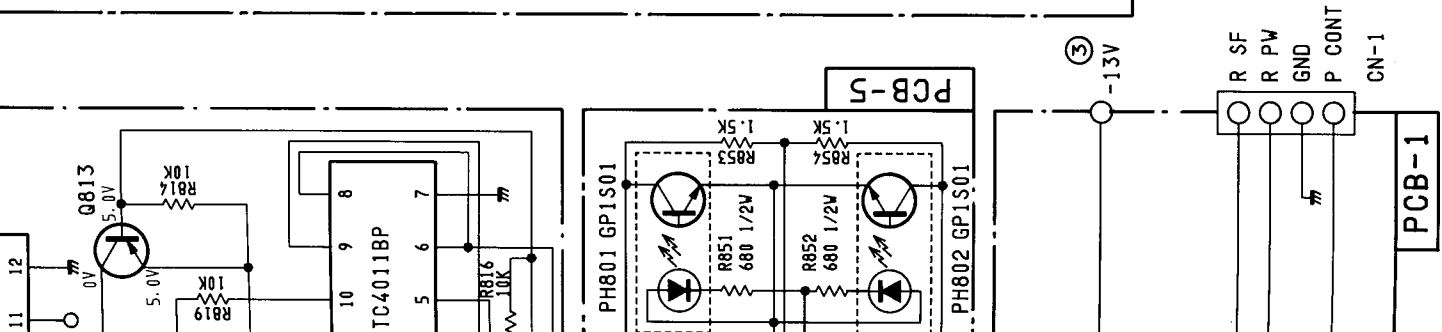 R SF
R PW
GND
P CONT
CN-1
PCB-1
③
-13V
PCB-5
1.5K
R853
1.5K
R854
PH801 GP1S01
R851
680 1/2W
R852
680 1/2W
PH802 GP1S01
Q813
5.0V
0V
5.0V
10K
R814
10K
R819
TC4011BP
8
9
10
7
6
5
R816
10K
12
11